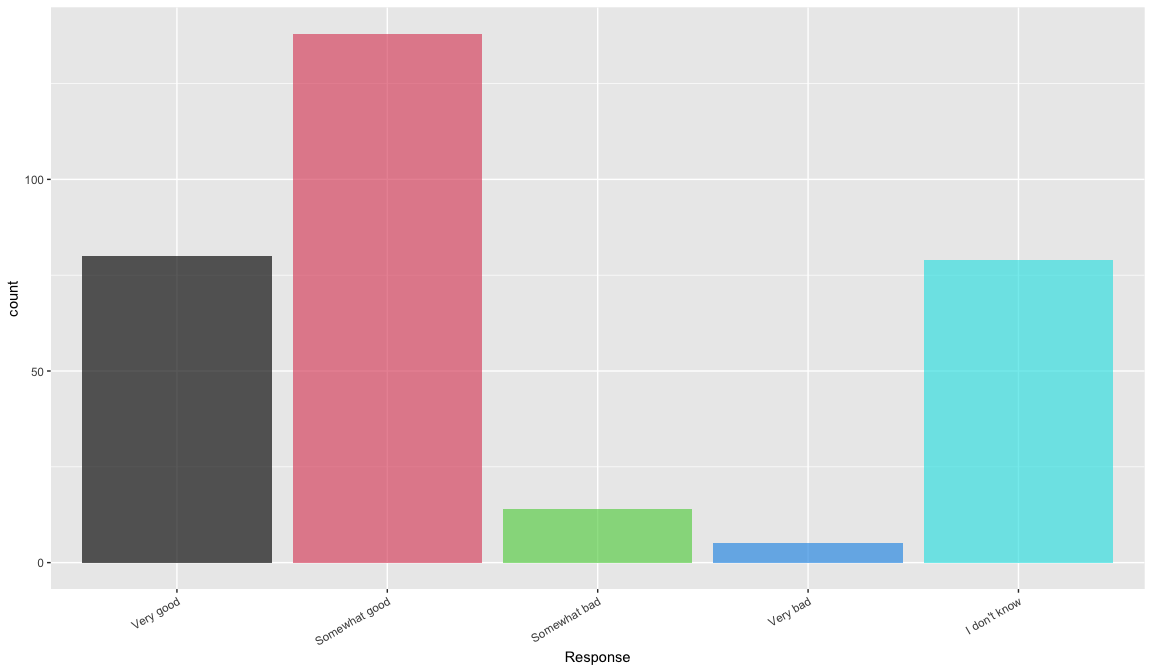 count
100
50
0
Very good
Somewhat good
Somewhat bad
Very bad
I don't know
Response